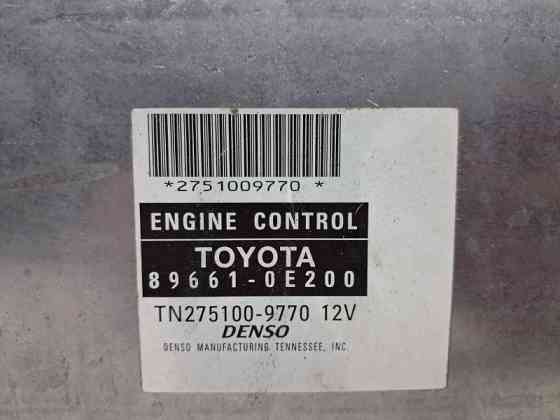 *2751009770 *
ENGINE CONTROL
TOYOTA
89661-0E200
TN275100-9770 12V
DENSO
DENSO MANUFACTURING TENNESSEE, INC.